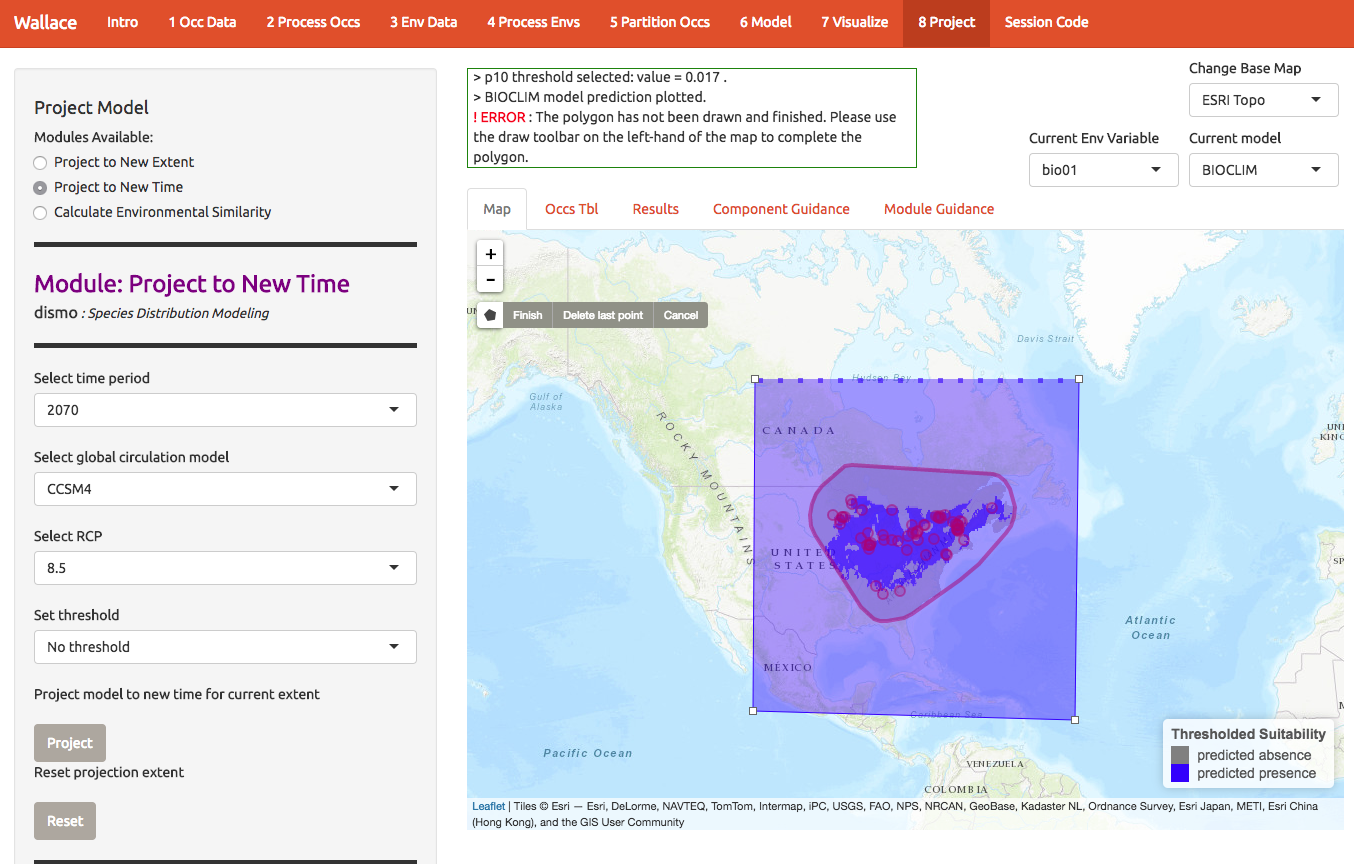 Wallace Intro 1 Occ Data 2 Process Occs 3 Env Data 4 Process Envs 5 Partition Occs 6 Model 7 Visualize 8 Project Session Code
Project Model
Modules Available:
Project to New Extent
Project to New Time
Calculate Environmental Similarity
Module: Project to New Time
dismo : Species Distribution Modeling
Select time period
2070
Select global circulation model
CCSM4
Select RCP
8.5
Set threshold
No threshold
Project model to new time for current extent
Project
Reset projection extent
Reset
> p10 threshold selected: value = 0.017 .
> BIOCLIM model prediction plotted.
! ERROR : The polygon has not been drawn and finished. Please use
the draw toolbar on the left-hand of the map to complete the
polygon.
Change Base Map
ESRI Topo
Current Env Variable
bio01
Current model
BIOCLIM
Map Occs Tbl Results Component Guidance Module Guidance
+
-
Finish Delete last point Cancel
Davis Strait
Hudson Bay
Gulf of
Alaska
CANADA
ROCKY MOUNTAINS
UNITED
STATES
MÉXICO
Caribbean Sea
Atlantic
Ocean
Pacific Ocean
VENEZUELA
COLOMBIA
UNI
KING
SP
Thresholded Suitability
predicted absence
predicted presence
Leaflet | Tiles © Esri — Esri, DeLorme, NAVTEQ, TomTom, Intermap, iPC, USGS, FAO, NPS, NRCAN, GeoBase, Kadaster NL, Ordnance Survey, Esri Japan, METI, Esri China
(Hong Kong), and the GIS User Community